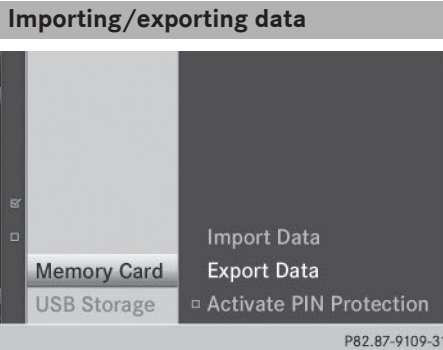 Importing/exporting data
Import Data
Memory Card Export Data
USB Storage Activate PIN Protection
P82.87-9109-31